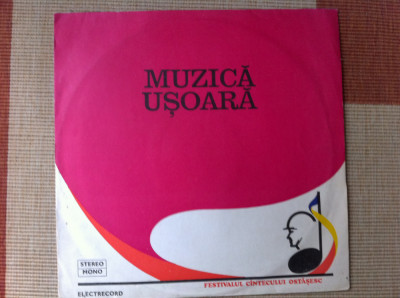 MUZICĂ
UȘOARĂ
STEREO
MONO
FESTIVALUL CÎNTECULUI OSTĂȘESC
ELECTRECORD